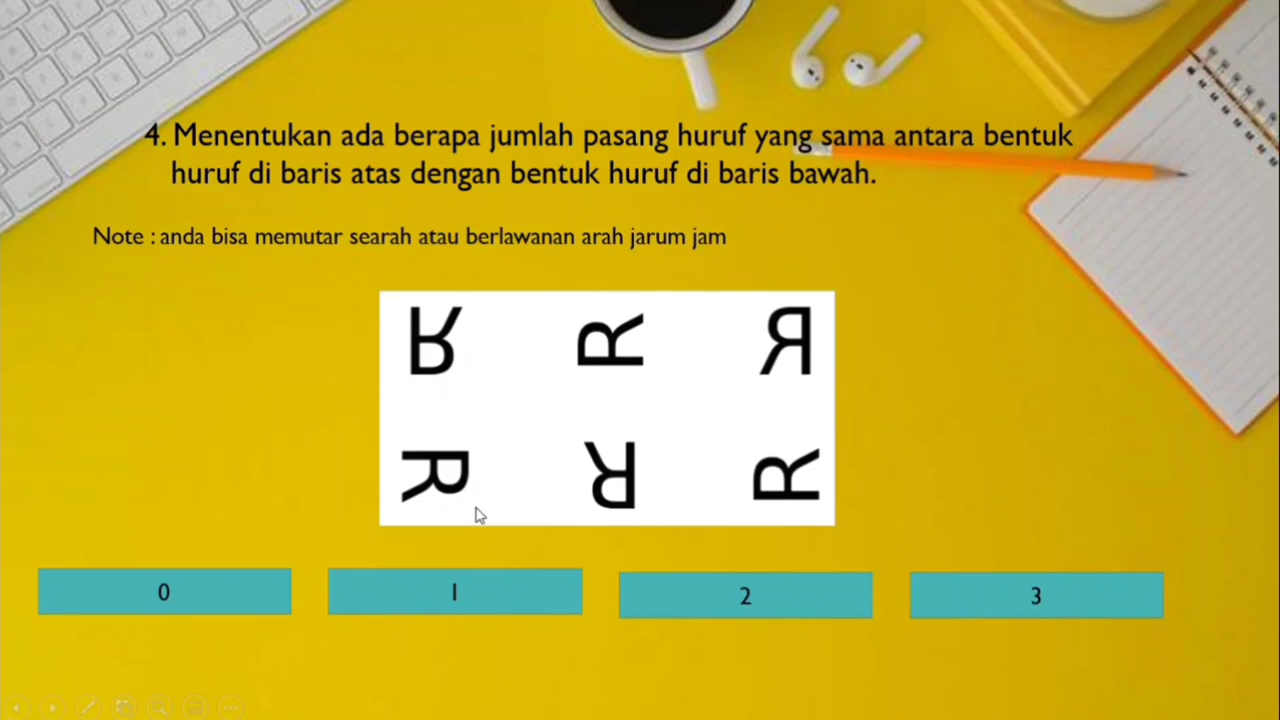 4. Menentukan ada berapa jumlah pasang huruf yang sama antara bentuk
huruf di baris atas dengan bentuk huruf di baris bawah.
Note : anda bisa memutar searah atau berlawanan arah jarum jam
R R R
R R R
0 1 2 3